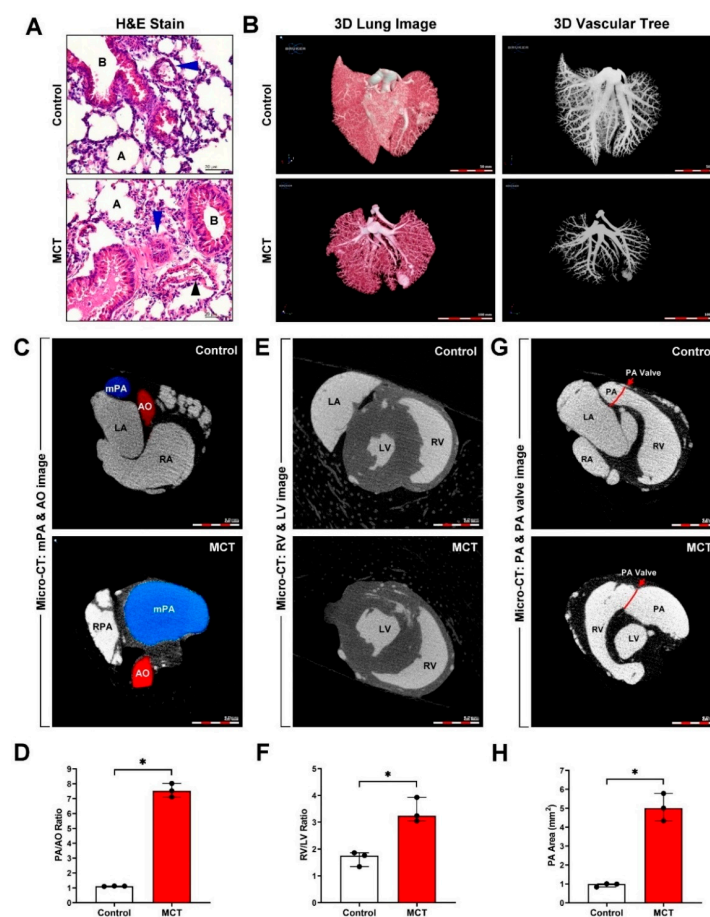 A
H&E Stain
Control
B
A
MCT
A
B
B
3D Lung Image
3D Vascular Tree
BRUKER
C
Micro-CT: mPA & AO image
Control
mPA
AO
LA
RA
MCT
mPA
RPA
AO
E
Micro-CT: RV & LV image
Control
LA
LV
RV
MCT
LV
RV
G
Micro-CT: PA & PA valve image
Control
PA Valve
PA
LA
RA
RV
MCT
PA Valve
RV
PA
LV
D
PA/AO Ratio
9
8
7
6
5
4
3
2
1
0
*
Control
MCT
F
RV/LV Ratio
5
4
3
2
1
0
*
Control
MCT
H
PA Area (mm²)
8
7
6
5
4
3
2
1
0
*
Control
MCT